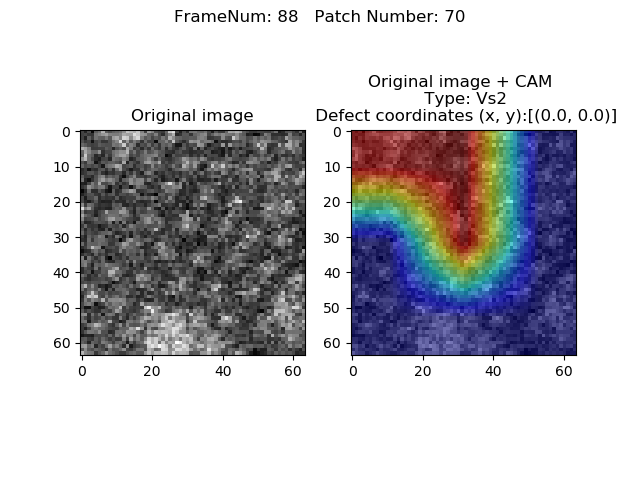 FrameNum: 88   Patch Number: 70
Original image
0
10
20
30
40
50
60
0 20 40 60
Original image + CAM
Type: Vs2
Defect coordinates (x, y):[(0.0, 0.0)]
0
10
20
30
40
50
60
0 20 40 60